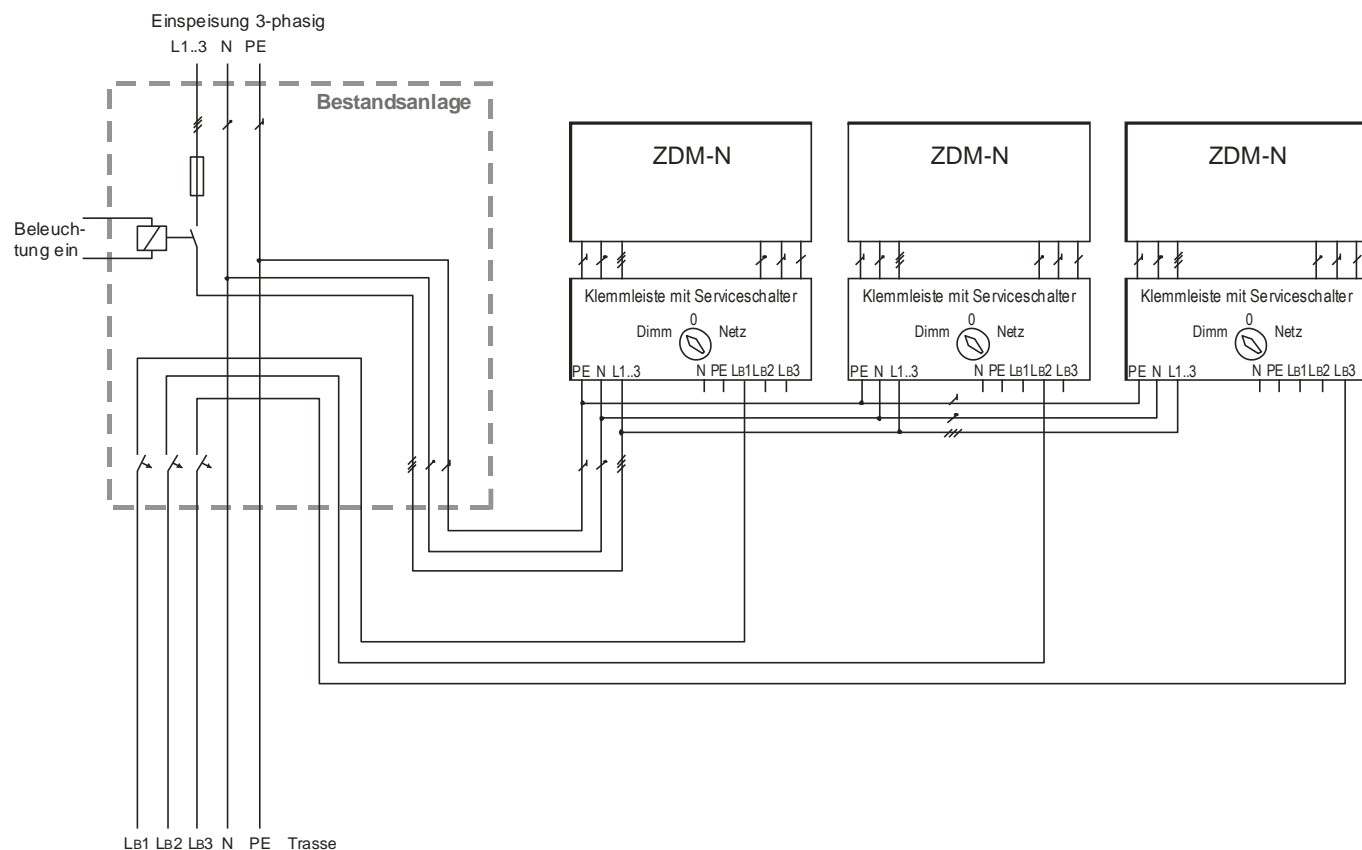 Einspeisung 3-phasig
L1..3 N PE
Bestandsanlage
Beleuch-
tung ein
ZDM-N
Klemmleiste mit Serviceschalter
0
Dimm Netz
PE N L1..3 N PE LB1 LB2 LB3
ZDM-N
Klemmleiste mit Serviceschalter
0
Dimm Netz
PE N L1..3 N PE LB1 LB2 LB3
ZDM-N
Klemmleiste mit Serviceschalter
0
Dimm Netz
PE N L1..3 N PE LB1 LB2 LB3
LB1 LB2 LB3 N PE Trasse